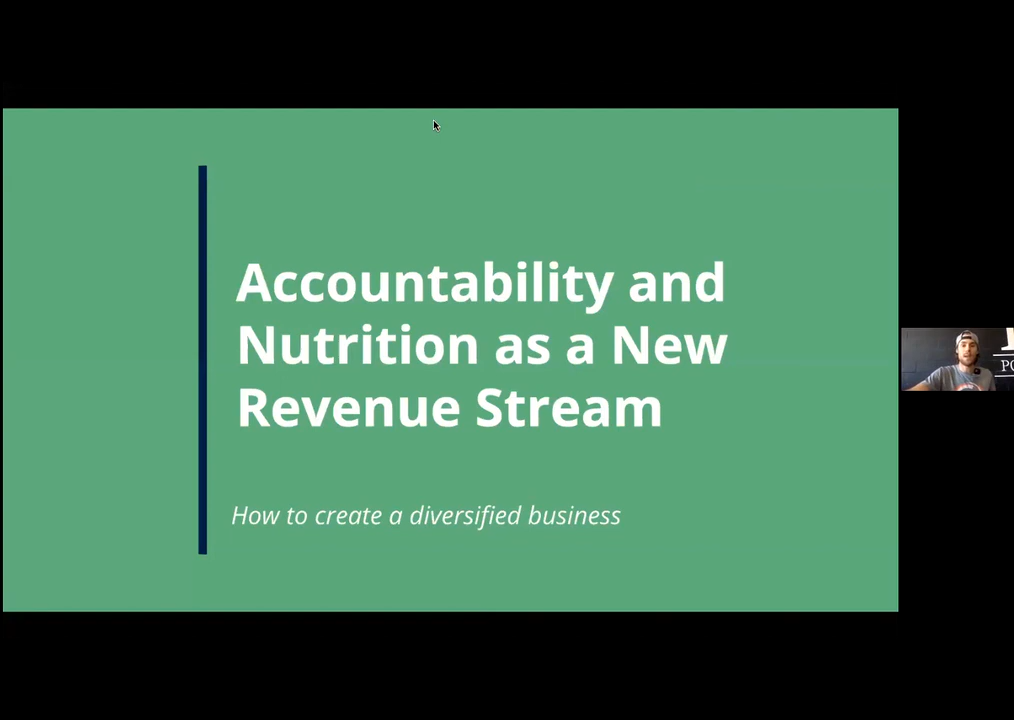 Accountability and
Nutrition as a New
Revenue Stream
How to create a diversified business